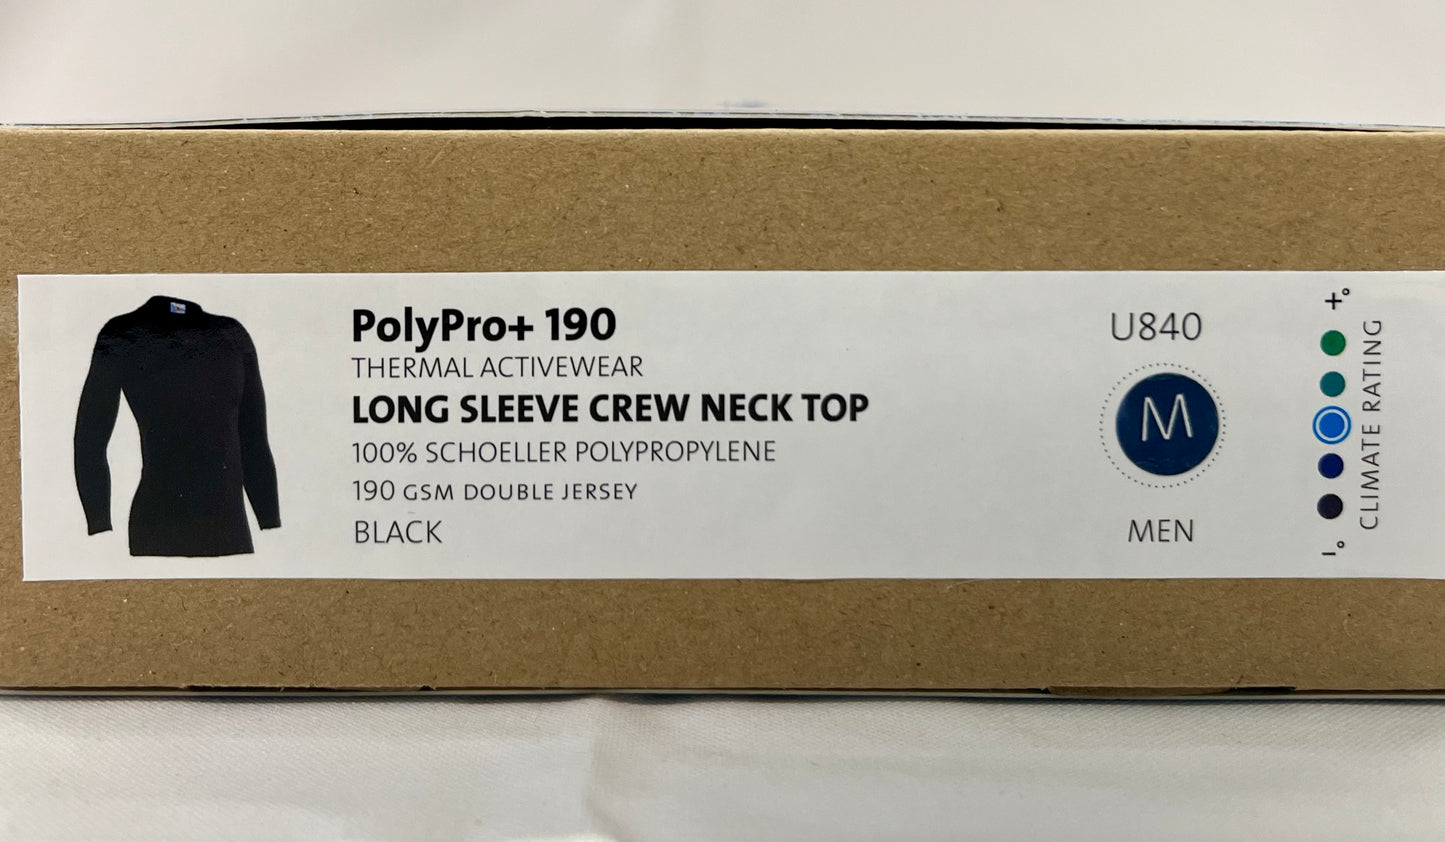 PolyPro+ 190
THERMAL ACTIVEWEAR
LONG SLEEVE CREW NECK TOP
100% SCHOELLER POLYPROPYLENE
190 GSM DOUBLE JERSEY
BLACK
U840
M
MEN
+°
CLIMATE RATING
–°